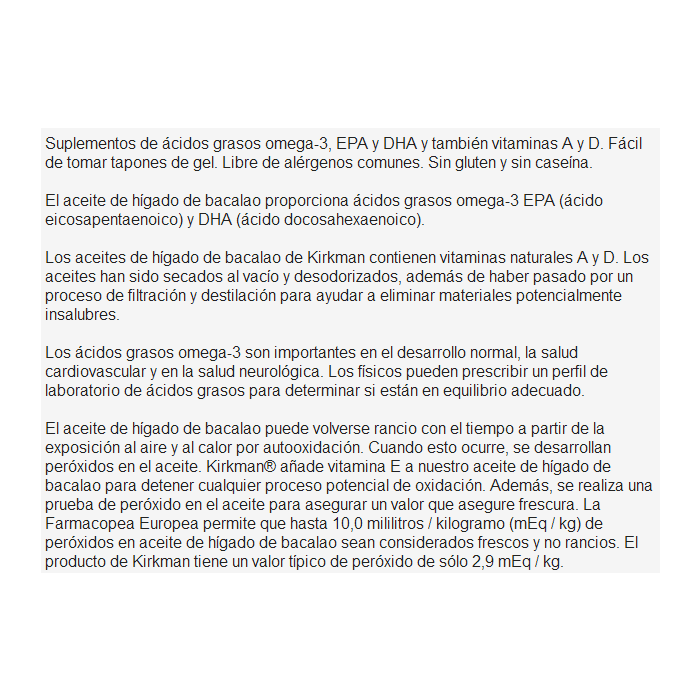 Suplementos de ácidos grasos omega-3, EPA y DHA y también vitaminas A y D. Fácil
de tomar tapones de gel. Libre de alérgenos comunes. Sin gluten y sin caseína.
El aceite de hígado de bacalao proporciona ácidos grasos omega-3 EPA (ácido
eicosapentaenoico) y DHA (ácido docosahexaenoico).
Los aceites de hígado de bacalao de Kirkman contienen vitaminas naturales A y D. Los
aceites han sido secados al vacío y desodorizados, además de haber pasado por un
proceso de filtración y destilación para ayudar a eliminar materiales potencialmente
insalubres.
Los ácidos grasos omega-3 son importantes en el desarrollo normal, la salud
cardiovascular y en la salud neurológica. Los físicos pueden prescribir un perfil de
laboratorio de ácidos grasos para determinar si están en equilibrio adecuado.
El aceite de hígado de bacalao puede volverse rancio con el tiempo a partir de la
exposición al aire y al calor por autooxidación. Cuando esto ocurre, se desarrollan
peróxidos en el aceite. Kirkman® añade vitamina E a nuestro aceite de hígado de
bacalao para detener cualquier proceso potencial de oxidación. Además, se realiza una
prueba de peróxido en el aceite para asegurar un valor que asegure frescura. La
Farmacopea Europea permite que hasta 10,0 mililitros / kilogramo (mEq / kg) de
peróxidos en aceite de hígado de bacalao sean considerados frescos y no rancios. El
producto de Kirkman tiene un valor típico de peróxido de sólo 2,9 mEq / kg.